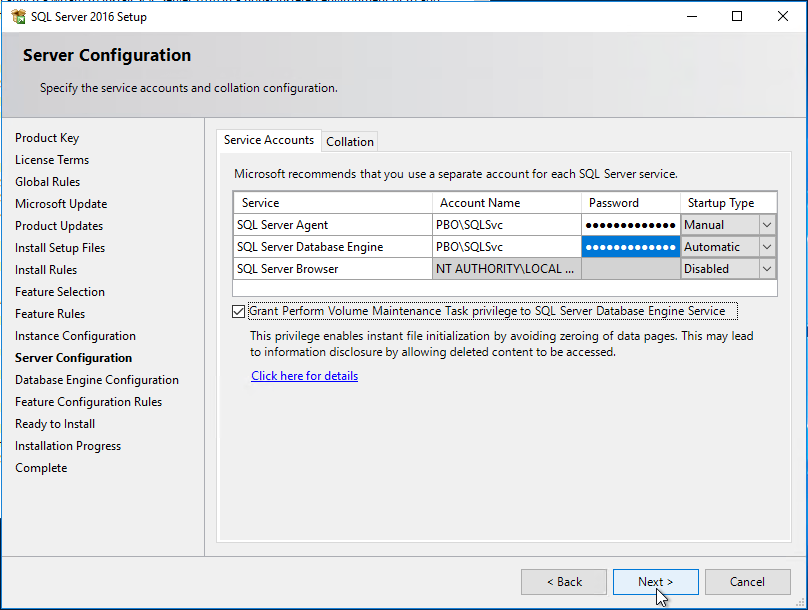 SQL Server 2016 Setup
Server Configuration
Specify the service accounts and collation configuration.
Product Key
License Terms
Global Rules
Microsoft Update
Product Updates
Install Setup Files
Install Rules
Feature Selection
Feature Rules
Instance Configuration
Server Configuration
Database Engine Configuration
Feature Configuration Rules
Ready to Install
Installation Progress
Complete
Service Accounts Collation
Microsoft recommends that you use a separate account for each SQL Server service.
Service Account Name Password Startup Type
SQL Server Agent PBO\SQLSvc ●●●●●●●●●●●●● Manual
SQL Server Database Engine PBO\SQLSvc ●●●●●●●●●●●●● Automatic
SQL Server Browser NT AUTHORITY\LOCAL ... Disabled
Grant Perform Volume Maintenance Task privilege to SQL Server Database Engine Service
This privilege enables instant file initialization by avoiding zeroing of data pages. This may lead
to information disclosure by allowing deleted content to be accessed.
Click here for details
< Back Next > Cancel